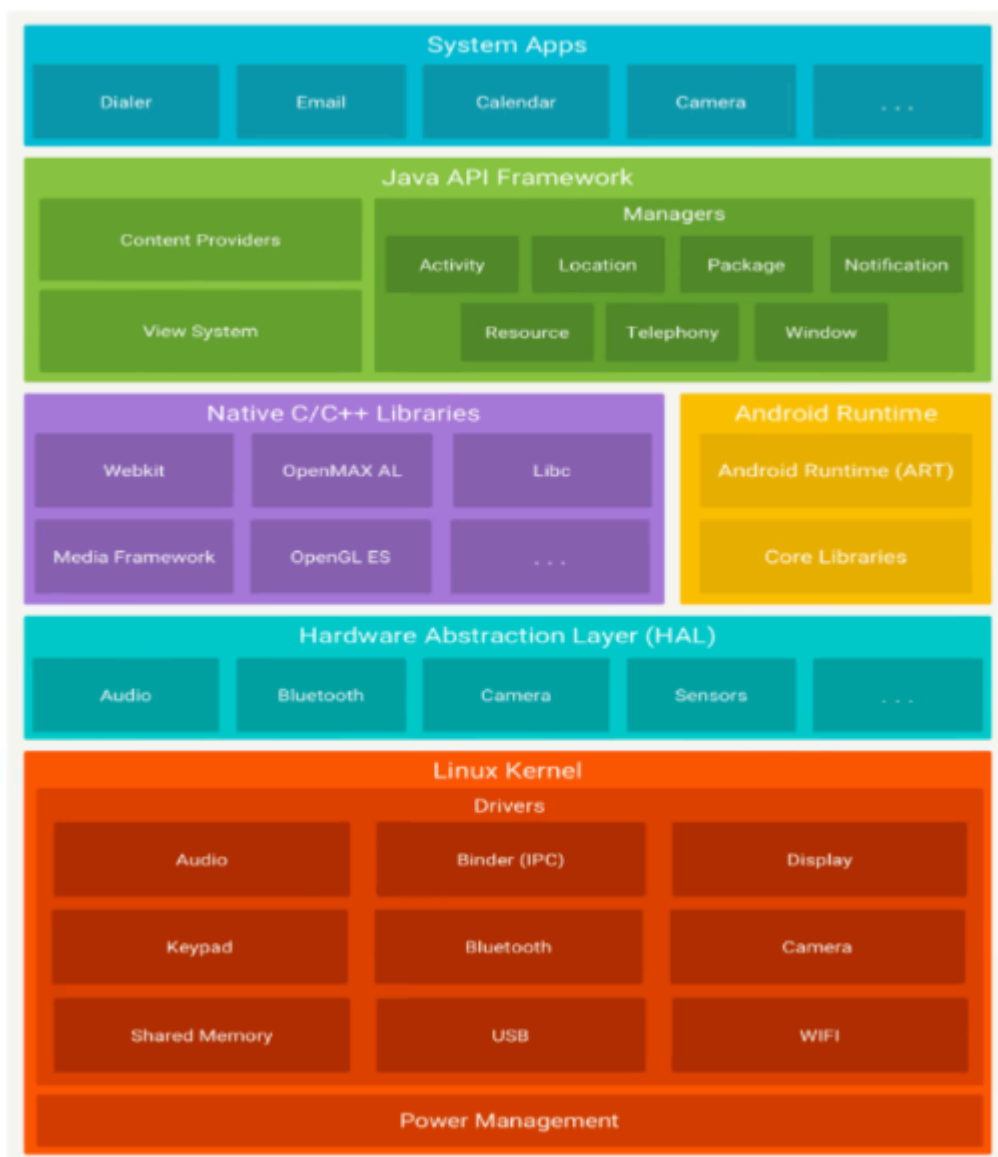 System Apps
Dialer Email Calendar Camera . . .
Java API Framework
Content Providers
View System
Managers
Activity Location Package Notification
Resource Telephony Window
Native C/C++ Libraries
Webkit OpenMAX AL Libc
Media Framework OpenGL ES . . .
Android Runtime
Android Runtime (ART)
Core Libraries
Hardware Abstraction Layer (HAL)
Audio Bluetooth Camera Sensors . . .
Linux Kernel
Drivers
Audio Binder (IPC) Display
Keypad Bluetooth Camera
Shared Memory USB WIFI
Power Management